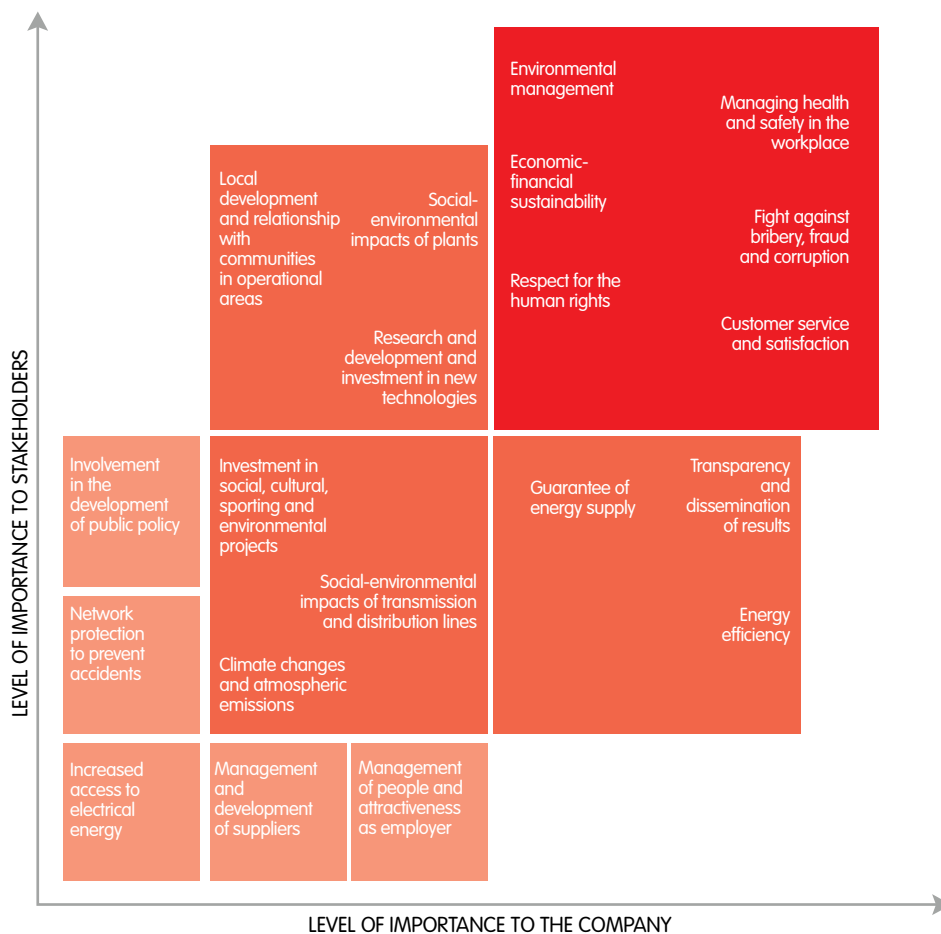 Environmental
management
Managing health
and safety in the
workplace
Economic-
financial
sustainability
Fight against
bribery, fraud
and corruption
Respect for the
human rights
Customer service
and satisfaction
Local
development
and relationship
with
communities
in operational
areas
Social-
environmental
impacts of plants
Research and
development and
investment in new
technologies
LEVEL OF IMPORTANCE TO STAKEHOLDERS
Involvement
in the
development
of public policy
Network
protection
to prevent
accidents
Investment in
social, cultural,
sporting and
environmental
projects
Social-environmental
impacts of transmission
and distribution lines
Climate changes
and atmospheric
emissions
Guarantee of
energy supply
Transparency
and
dissemination
of results
Energy
efficiency
Increased
access to
electrical
energy
Management
and
development
of suppliers
Management
of people and
attractiveness
as employer
LEVEL OF IMPORTANCE TO THE COMPANY